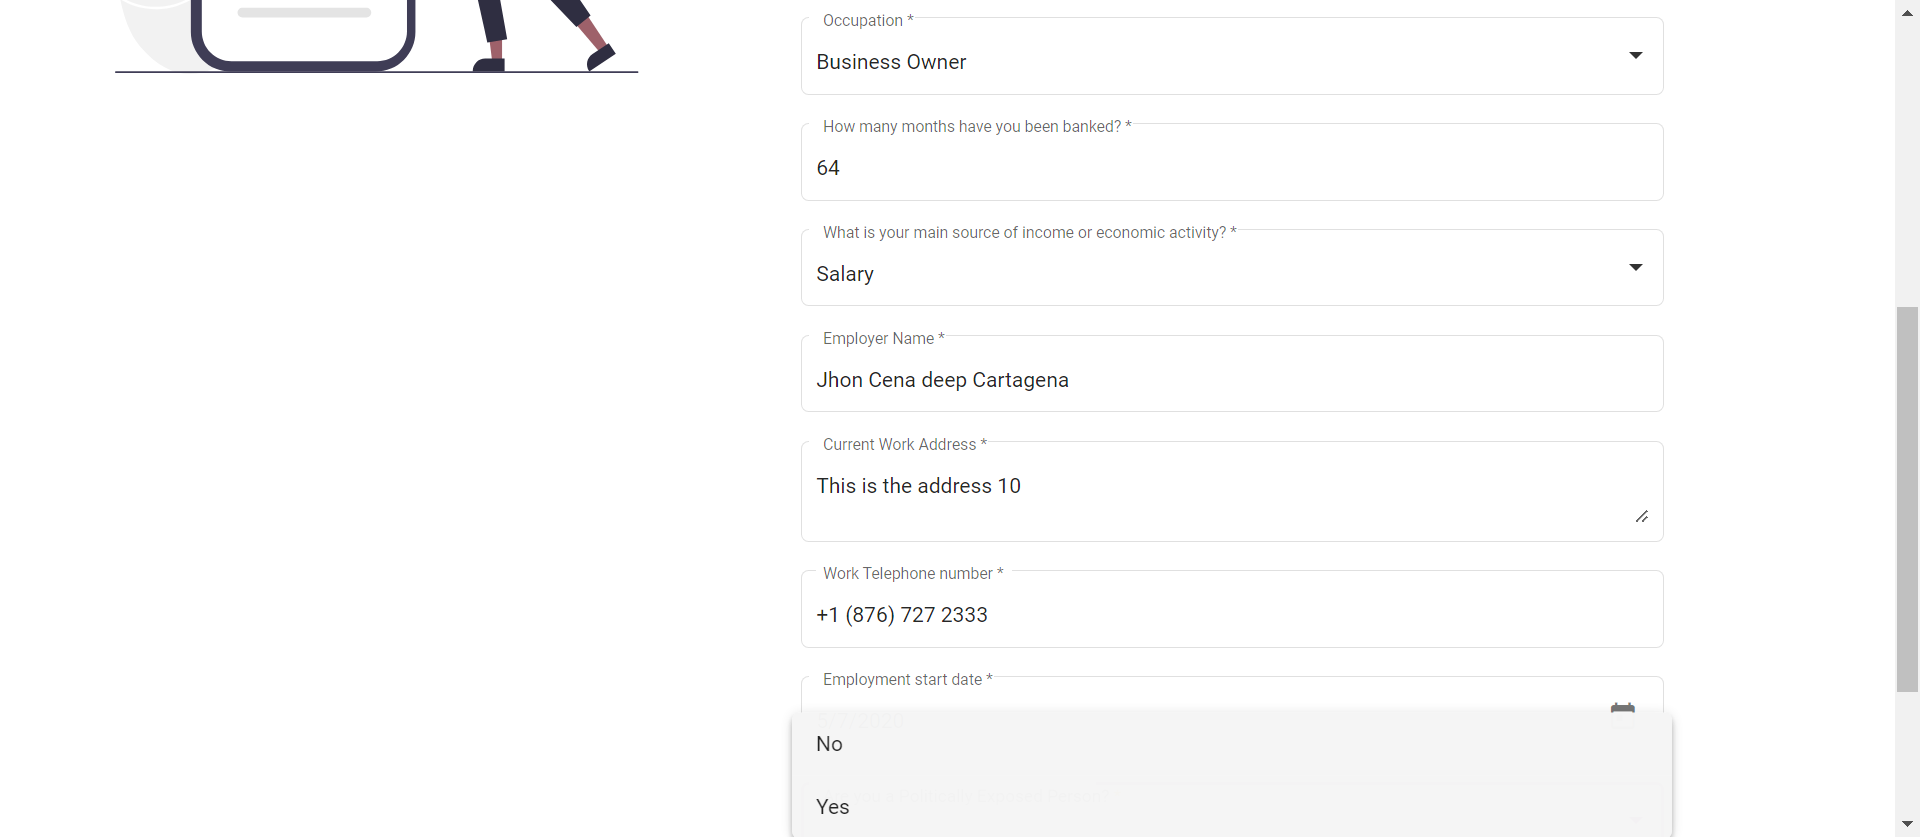 Occupation *
Business Owner
How many months have you been banked? *
64
What is your main source of income or economic activity? *
Salary
Employer Name *
Jhon Cena deep Cartagena
Current Work Address *
This is the address 10
Work Telephone number *
+1 (876) 727 2333
Employment start date *
No
Yes